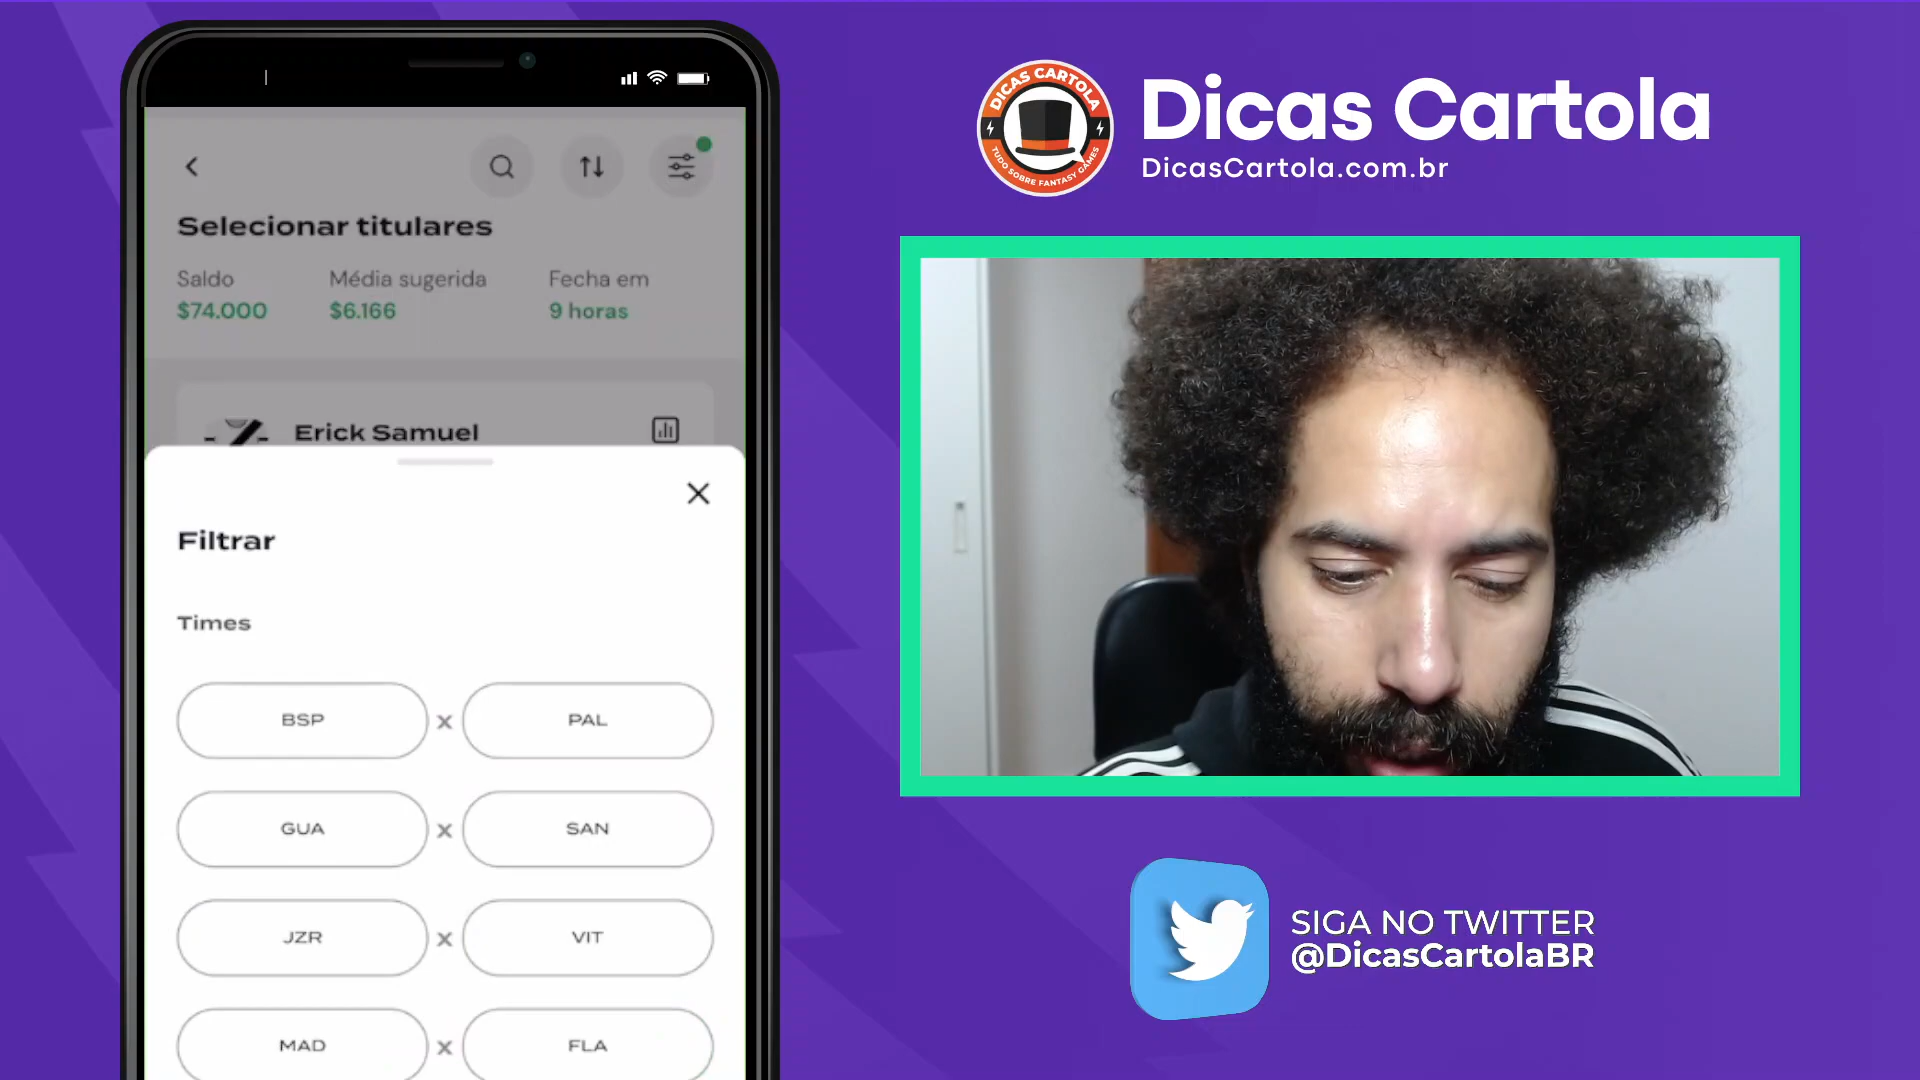 Selecionar titulares
Saldo
Média sugerida
Fecha em
$74.000
$6.166
9 horas
Erick Samuel
Filtrar
Times
BSP x PAL
GUA x SAN
JZR x VIT
MAD x FLA
DICAS CARTOLA
TUDO SOBRE FANTASY GAMES
Dicas Cartola
DicasCartola.com.br
SIGA NO TWITTER
@DicasCartolaBR